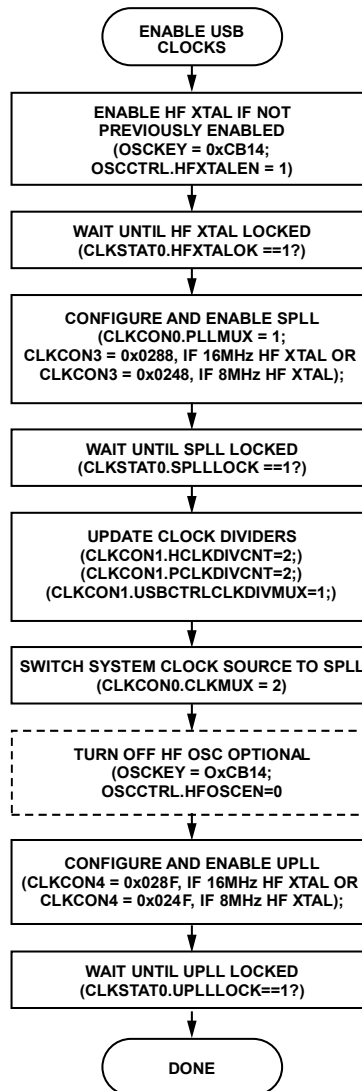 ENABLE USB
CLOCKS
ENABLE HF XTAL IF NOT
PREVIOUSLY ENABLED
(OSCKEY = 0xCB14;
OSCCTRL.HFXTALEN = 1)
WAIT UNTIL HF XTAL LOCKED
(CLKSTAT0.HFXTALOK ==1?)
CONFIGURE AND ENABLE SPLL
(CLKCON0.PLLMUX = 1;
CLKCON3 = 0x0288, IF 16MHz HF XTAL OR
CLKCON3 = 0x0248, IF 8MHz HF XTAL);
WAIT UNTIL SPLL LOCKED
(CLKSTAT0.SPLLLOCK ==1?)
UPDATE CLOCK DIVIDERS
(CLKCON1.HCLKDIVCNT=2;)
(CLKCON1.PCLKDIVCNT=2;)
(CLKCON1.USBCTRLCLKDIVMUX=1;)
SWITCH SYSTEM CLOCK SOURCE TO SPLL
(CLKCON0.CLKMUX = 2)
TURN OFF HF OSC OPTIONAL
(OSCKEY = OxCB14;
OSCCTRL.HFOSCEN=0
CONFIGURE AND ENABLE UPLL
(CLKCON4 = 0x028F, IF 16MHz HF XTAL OR
CLKCON4 = 0x024F, IF 8MHz HF XTAL);
WAIT UNTIL UPLL LOCKED
(CLKSTAT0.UPLLLOCK==1?)
DONE